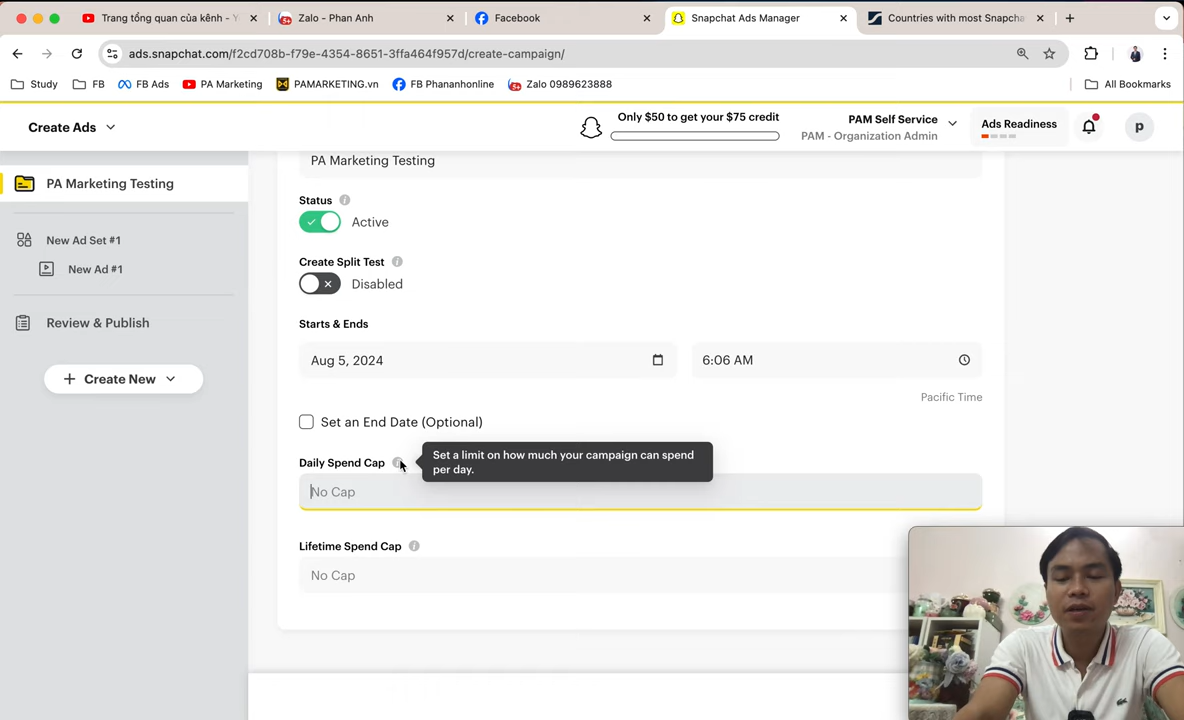 Trang tổng quan của kênh - Y
Zalo - Phan Anh
Facebook
Snapchat Ads Manager
Countries with most Snapcha
ads.snapchat.com/f2cd708b-f79e-4354-8651-3ffa464f957d/create-campaign/
Study
FB
FB Ads
PA Marketing
PAMARKETING.vn
FB Phananhonline
Zalo 0989623888
All Bookmarks
Create Ads
Only $50 to get your $75 credit
PAM Self Service
PAM - Organization Admin
Ads Readiness
p
PA Marketing Testing
New Ad Set #1
New Ad #1
Review & Publish
Create New
PA Marketing Testing
Status
Active
Create Split Test
Disabled
Starts & Ends
Aug 5, 2024
6:06 AM
Pacific Time
Set an End Date (Optional)
Daily Spend Cap
Set a limit on how much your campaign can spend
per day.
No Cap
Lifetime Spend Cap
No Cap